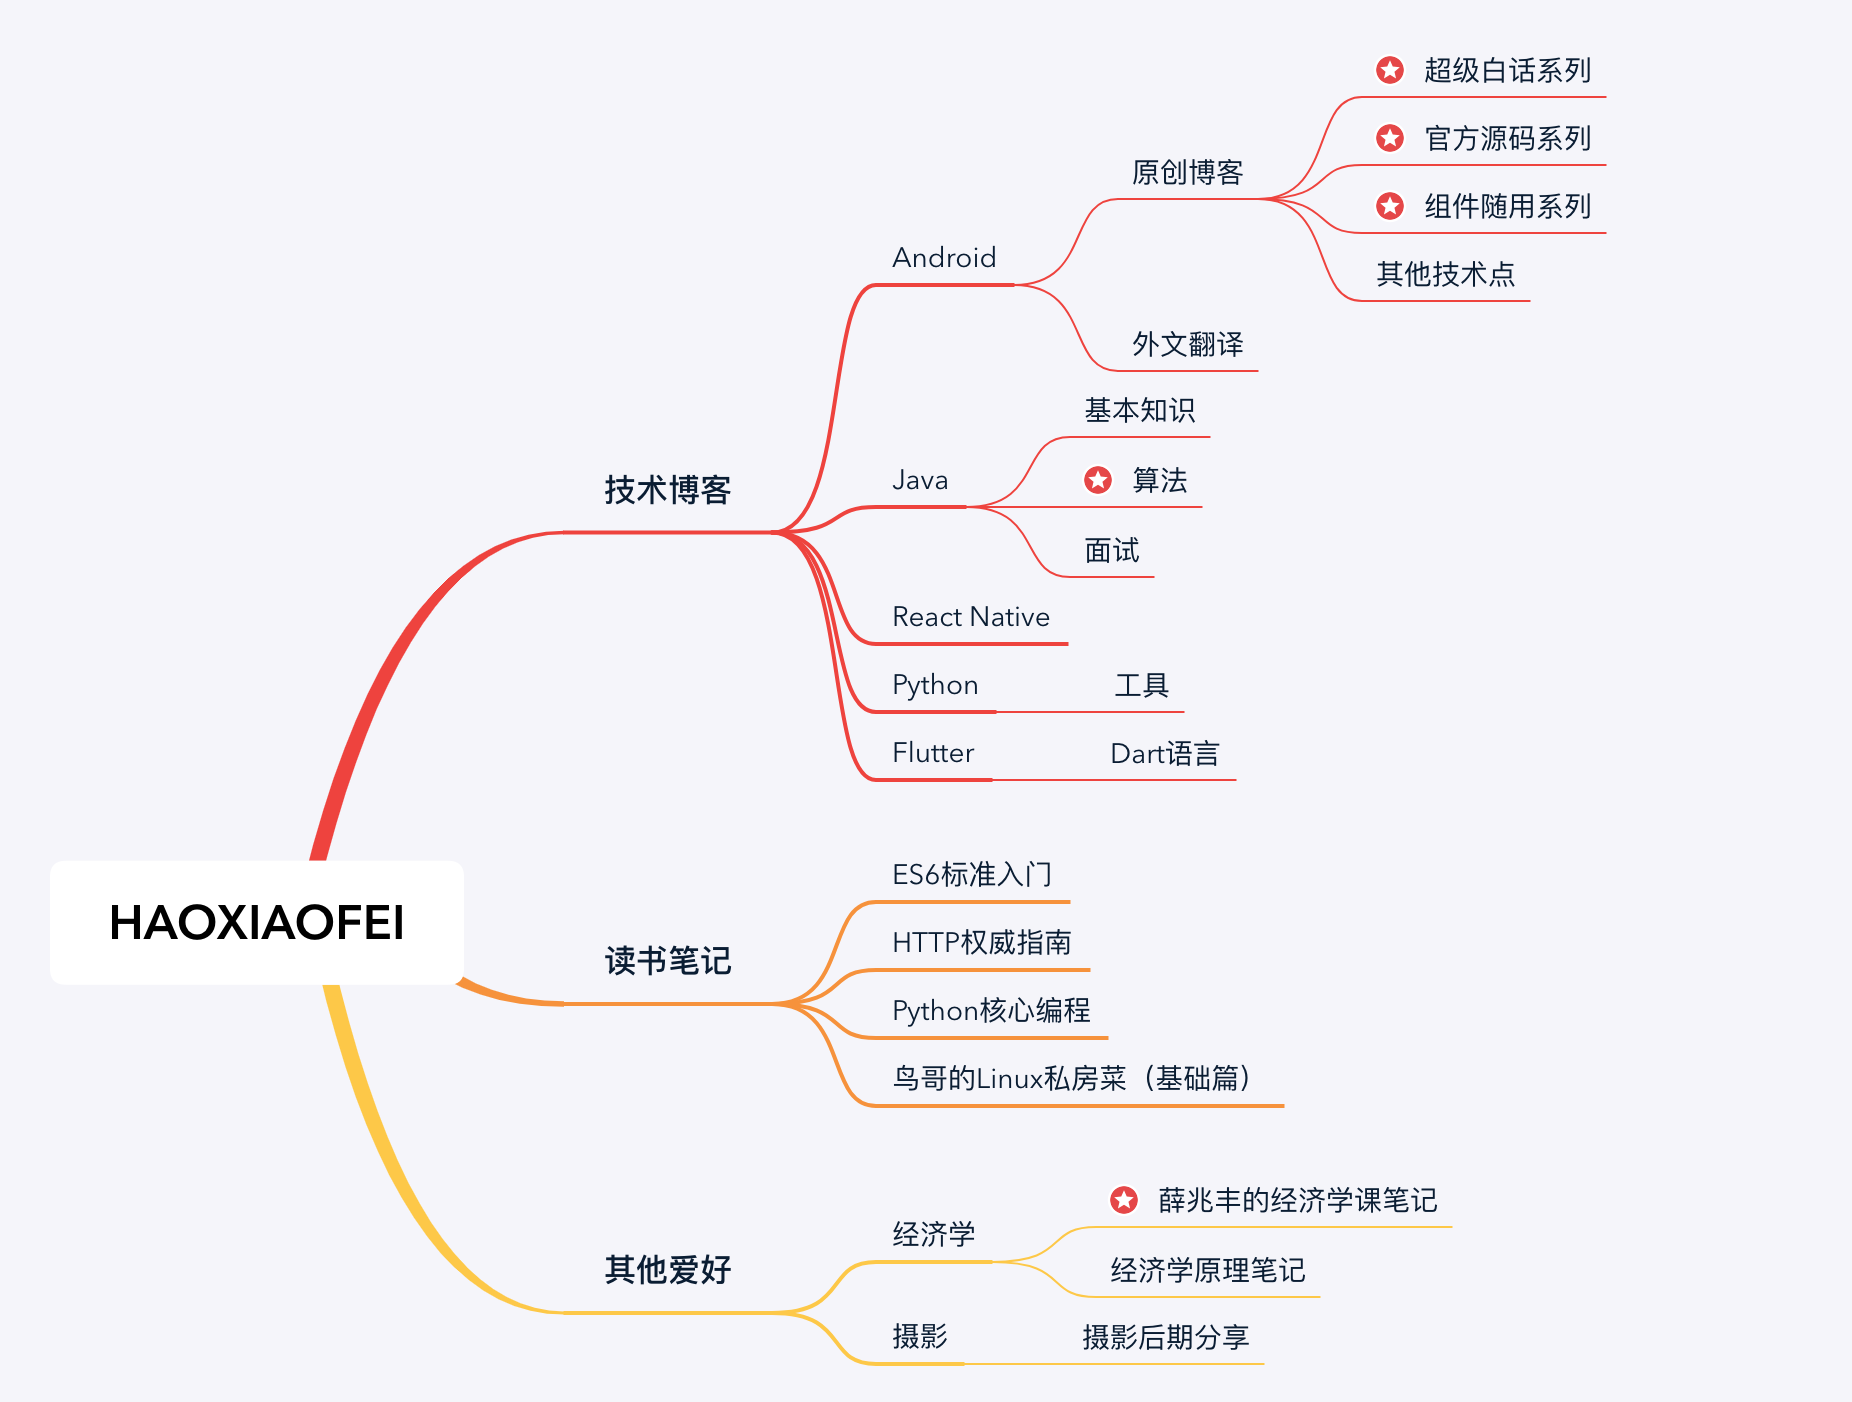 HAOXIAOFEI
技术博客
Android
原创博客
超级白话系列
官方源码系列
组件随用系列
其他技术点
外文翻译
Java
基本知识
算法
面试
React Native
Python
工具
Flutter
Dart语言
读书笔记
ES6标准入门
HTTP权威指南
Python核心编程
鸟哥的Linux私房菜（基础篇）
其他爱好
经济学
薛兆丰的经济学课笔记
经济学原理笔记
摄影
摄影后期分享